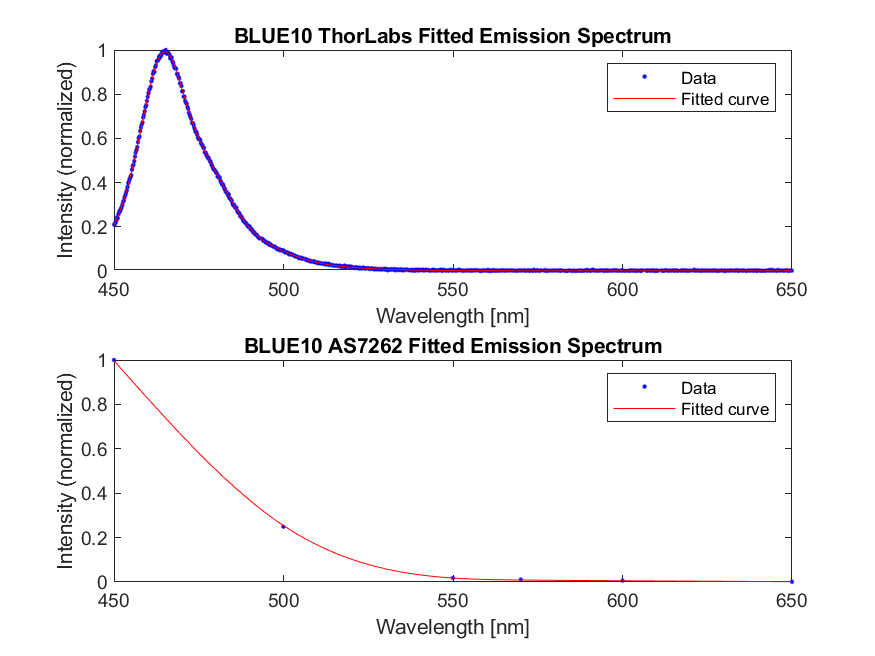 BLUE10 ThorLabs Fitted Emission Spectrum
1
0.8
0.6
0.4
0.2
0
Intensity (normalized)
Data
Fitted curve
450 500 550 600 650
Wavelength [nm]
BLUE10 AS7262 Fitted Emission Spectrum
1
0.8
0.6
0.4
0.2
0
Intensity (normalized)
Data
Fitted curve
450 500 550 600 650
Wavelength [nm]